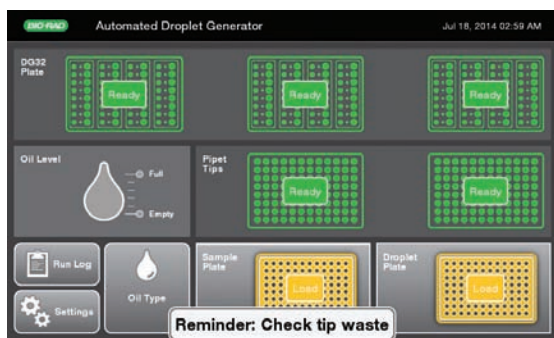 BIO-RAD Automated Droplet Generator Jul 18, 2014 02:59 AM
DG32
Plate
Ready Ready Ready
Oil Level
Full
Empty
Pipet
Tips
Ready Ready
Run Log
Settings
Oil Type
Sample
Plate
Load
Droplet
Plate
Load
Reminder: Check tip waste